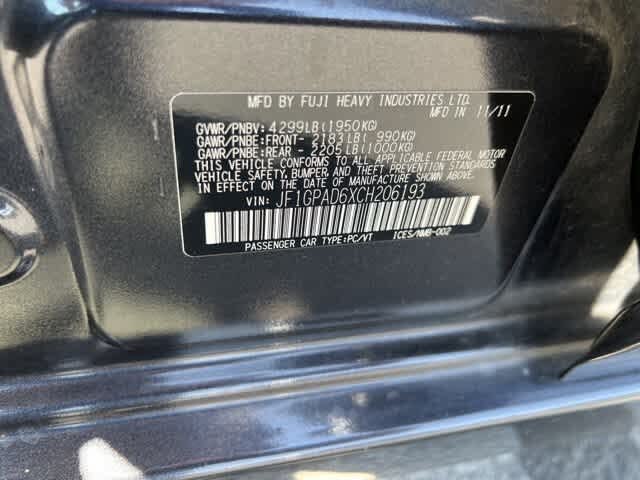 MFD BY FUJI HEAVY INDUSTRIES LTD.
MFD IN 11/11
GVWR/PNBV: 4299LB(1950KG)
GAWR/PNBE:FRONT- 2183LB( 990KG)
GAWR/PNBE:REAR - 2205LB(1000KG)
THIS VEHICLE CONFORMS TO ALL APPLICABLE FEDERAL MOTOR
VEHICLE SAFETY, BUMPER, AND THEFT PREVENTION STANDARDS
IN EFFECT ON THE DATE OF MANUFACTURE SHOWN ABOVE.
VIN: JF1GPAD6XCH206193
PASSENGER CAR TYPE:PC/VT ICES/NMB-002